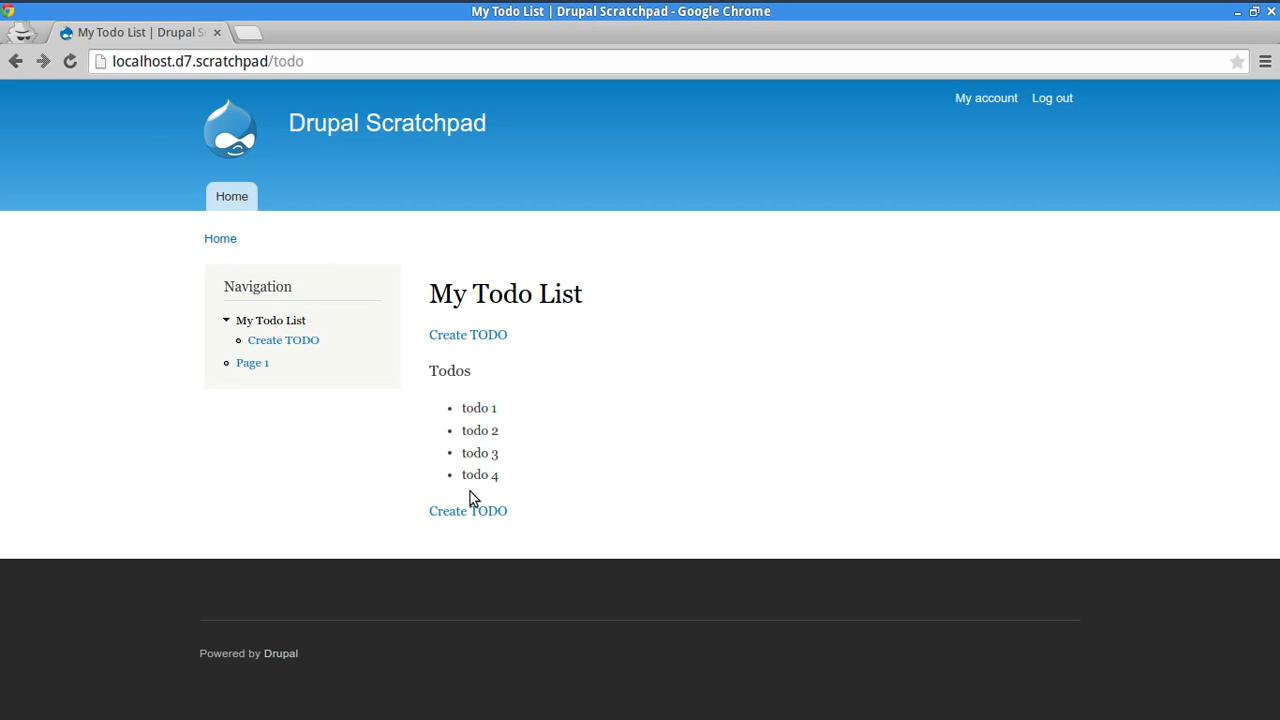 My Todo List | Drupal Scratchpad - Google Chrome
My Todo List | Drupal S
localhost.d7.scratchpad/todo
My account Log out
Drupal Scratchpad
Home
Home
Navigation
My Todo List
Create TODO
Page 1
My Todo List
Create TODO
Todos
todo 1
todo 2
todo 3
todo 4
Create TODO
Powered by Drupal